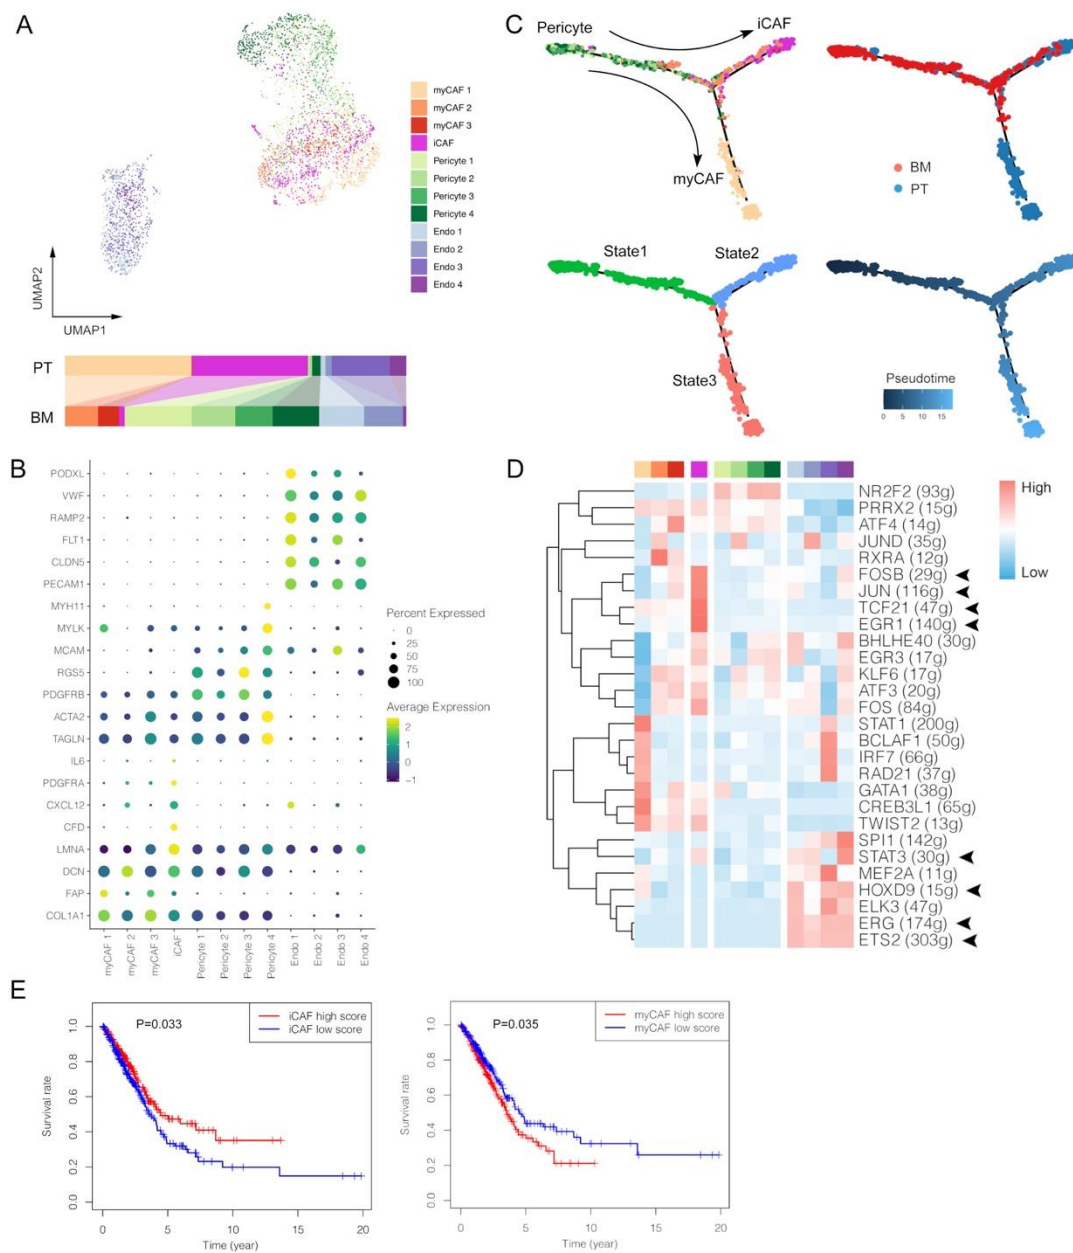 A
myCAF 1
myCAF 2
myCAF 3
iCAF
Pericyte 1
Pericyte 2
Pericyte 3
Pericyte 4
Endo 1
Endo 2
Endo 3
Endo 4
UMAP2
UMAP1
PT
BM
B
PODXL
VWF
RAMP2
FLT1
CLDN5
PECAM1
MYH11
MYLK
MCAM
RGS5
PDGFRB
ACTA2
TAGLN
IL6
PDGFRA
CXCL12
CFD
LMNA
DCN
FAP
COL1A1
myCAF 1
myCAF 2
myCAF 3
iCAF
Pericyte 1
Pericyte 2
Pericyte 3
Pericyte 4
Endo 1
Endo 2
Endo 3
Endo 4
Percent Expressed
0
25
50
75
100
Average Expression
2
1
0
−1
C
Pericyte
iCAF
myCAF
BM
PT
State1
State2
State3
Pseudotime
0 5 10 15
D
NR2F2 (93g)
PRRX2 (15g)
ATF4 (14g)
JUND (35g)
RXRA (12g)
FOSB (29g)
JUN (116g)
TCF21 (47g)
EGR1 (140g)
BHLHE40 (30g)
EGR3 (17g)
KLF6 (17g)
ATF3 (20g)
FOS (84g)
STAT1 (200g)
BCLAF1 (50g)
IRF7 (66g)
RAD21 (37g)
GATA1 (38g)
CREB3L1 (65g)
TWIST2 (13g)
SPI1 (142g)
STAT3 (30g)
MEF2A (11g)
HOXD9 (15g)
ELK3 (47g)
ERG (174g)
ETS2 (303g)
High
Low
E
P=0.033
iCAF high score
iCAF low score
Survival rate
1.0
0.8
0.6
0.4
0.2
0.0
0 5 10 15 20
Time (year)
P=0.035
myCAF high score
myCAF low score
Survival rate
1.0
0.8
0.6
0.4
0.2
0.0
0 5 10 15 20
Time (year)